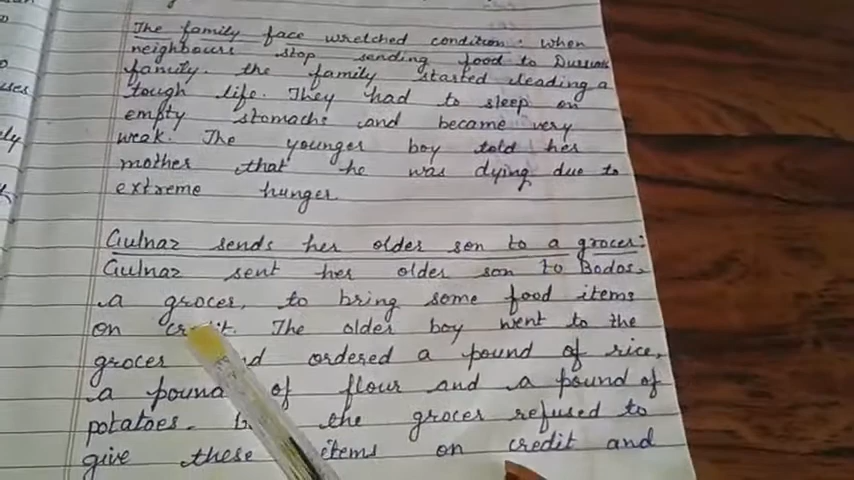 The family face wretched condition: when
neighbours stop sending food to Dursun's
family. the family started leading a
tough life. They had to sleep on
empty stomachs and became very
weak. The younger boy told her
mother that he was dying due to
extreme hunger.
Gulnaz sends her older son to a grocer:
Gulnaz sent her older son to Bodos,
a grocer, to bring some food items
on credit. The older boy went to the
grocer ordered a pound of rice,
a pound of flour and a pound of
potatoes. the grocer refused to
give these items on credit and